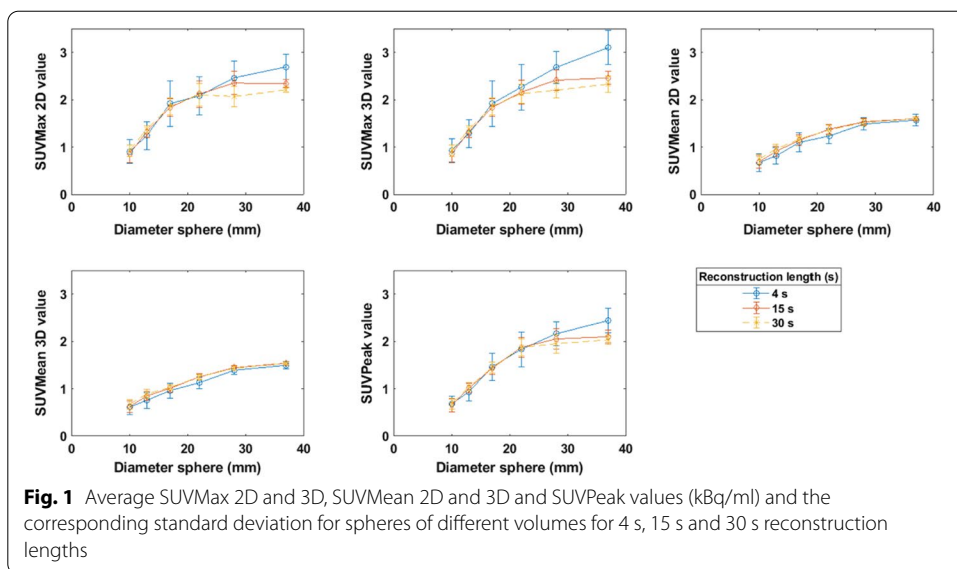 SUVMax 2D value
3
2
1
0
0 10 20 30 40
Diameter sphere (mm)
SUVMax 3D value
3
2
1
0
0 10 20 30 40
Diameter sphere (mm)
SUVMean 2D value
3
2
1
0
0 10 20 30 40
Diameter sphere (mm)
SUVMean 3D value
3
2
1
0
0 10 20 30 40
Diameter sphere (mm)
SUVPeak value
3
2
1
0
0 10 20 30 40
Diameter sphere (mm)
Reconstruction length (s)
4 s
15 s
30 s
Fig. 1 Average SUVMax 2D and 3D, SUVMean 2D and 3D and SUVPeak values (kBq/ml) and the
corresponding standard deviation for spheres of different volumes for 4 s, 15 s and 30 s reconstruction
lengths